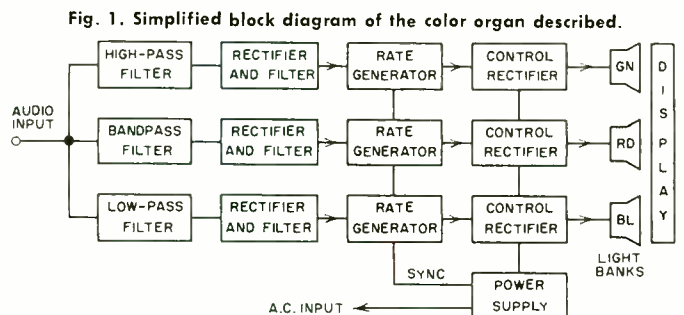 Fig. 1. Simplified block diagram of the color organ described.
AUDIO
INPUT
HIGH-PASS
FILTER
RECTIFIER
AND FILTER
RATE
GENERATOR
CONTROL
RECTIFIER
GN
BANDPASS
FILTER
RECTIFIER
AND FILTER
RATE
GENERATOR
CONTROL
RECTIFIER
RD
LOW-PASS
FILTER
RECTIFIER
AND FILTER
RATE
GENERATOR
CONTROL
RECTIFIER
BL
DISPLAY
LIGHT
BANKS
SYNC
POWER
SUPPLY
A.C. INPUT